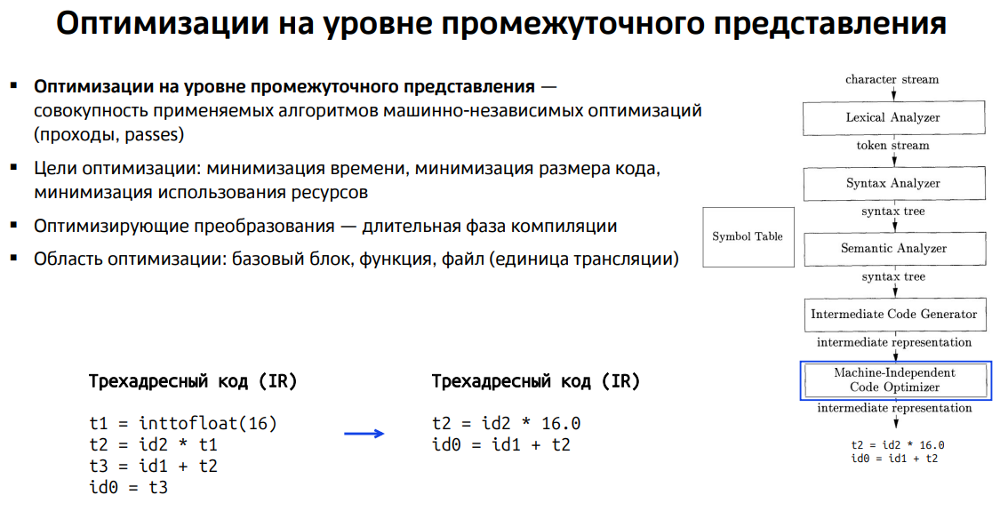 Оптимизации на уровне промежуточного представления
▪ Оптимизации на уровне промежуточного представления —
совокупность применяемых алгоритмов машинно-независимых оптимизаций
(проходы, passes)
▪ Цели оптимизации: минимизация времени, минимизация размера кода,
минимизация использования ресурсов
▪ Оптимизирующие преобразования — длительная фаза компиляции
▪ Область оптимизации: базовый блок, функция, файл (единица трансляции)
Трехадресный код (IR)
t1 = inttofloat(16)
t2 = id2 * t1
t3 = id1 + t2
id0 = t3
Трехадресный код (IR)
t2 = id2 * 16.0
id0 = id1 + t2
character stream
Lexical Analyzer
token stream
Syntax Analyzer
syntax tree
Symbol Table
Semantic Analyzer
syntax tree
Intermediate Code Generator
intermediate representation
Machine-Independent
Code Optimizer
intermediate representation
t2 = id2 * 16.0
id0 = id1 + t2